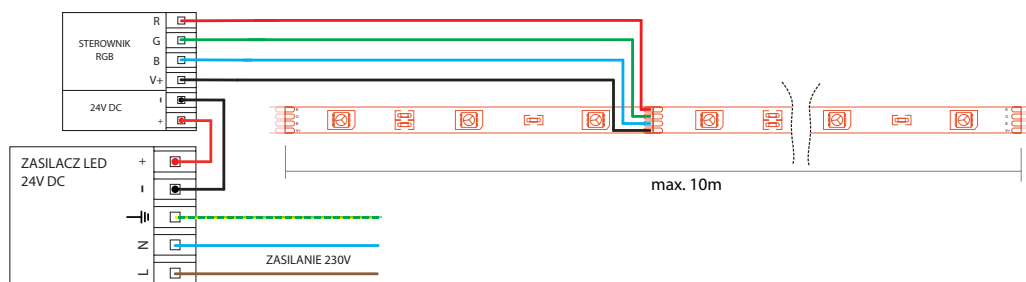 STEROWNIK
RGB
R
G
B
V+
24V DC
-
+
R
G
B
V+
R
G
B
V+
ZASILACZ LED
24V DC
+
-
N
L
ZASILANIE 230V
max. 10m